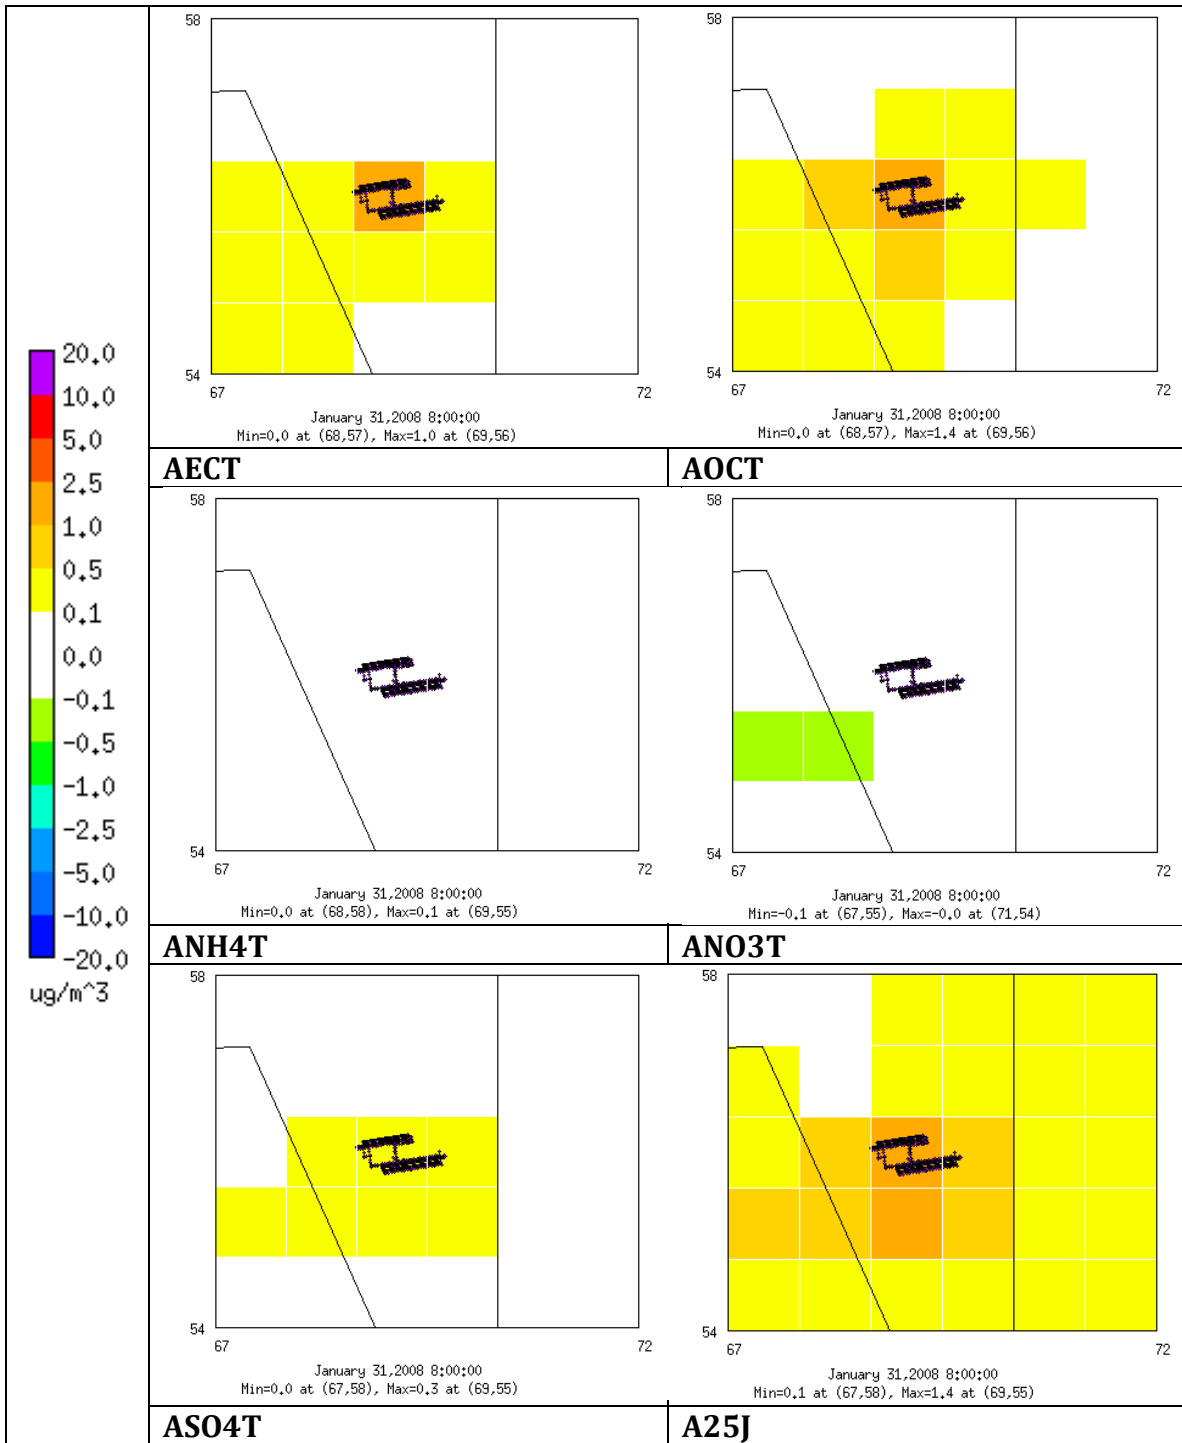 20.0
10.0
5.0
2.5
1.0
0.5
0.1
0.0
-0.1
-0.5
-1.0
-2.5
-5.0
-10.0
-20.0
ug/m^3
58
54
67
72
January 31,2008 8:00:00
Min=0.0 at (68,57), Max=1.0 at (69,56)
AECT
58
54
67
72
January 31,2008 8:00:00
Min=0.0 at (68,57), Max=1.4 at (69,56)
AOCT
58
54
67
72
January 31,2008 8:00:00
Min=0.0 at (68,58), Max=0.1 at (69,55)
ANH4T
58
54
67
72
January 31,2008 8:00:00
Min=-0.1 at (67,55), Max=-0.0 at (71,54)
ANO3T
58
54
67
72
January 31,2008 8:00:00
Min=0.0 at (67,58), Max=0.3 at (69,55)
ASO4T
58
54
67
72
January 31,2008 8:00:00
Min=0.1 at (67,58), Max=1.4 at (69,55)
A25J